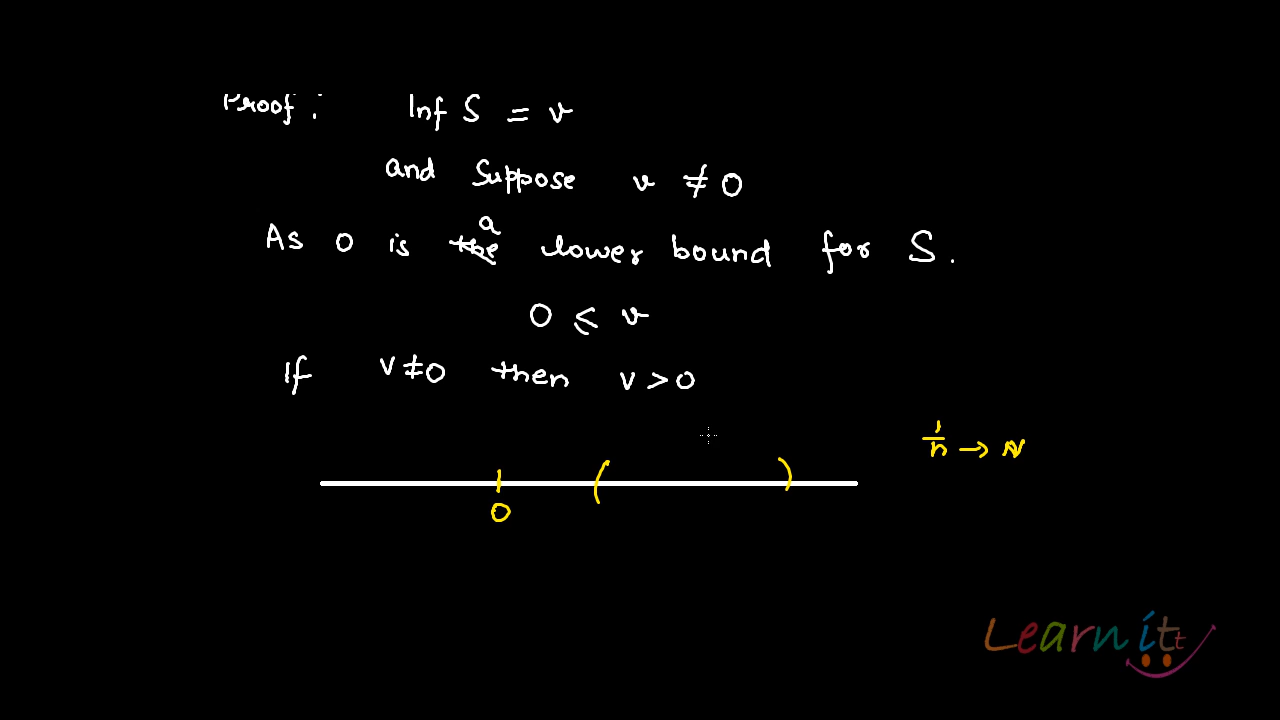 Proof: Inf S = v
and suppose v ≠ 0
As 0 is the a lower bound for S.
0 ≤ v
If v≠0 then v>0
1/n → N
( )
0
Learnitt